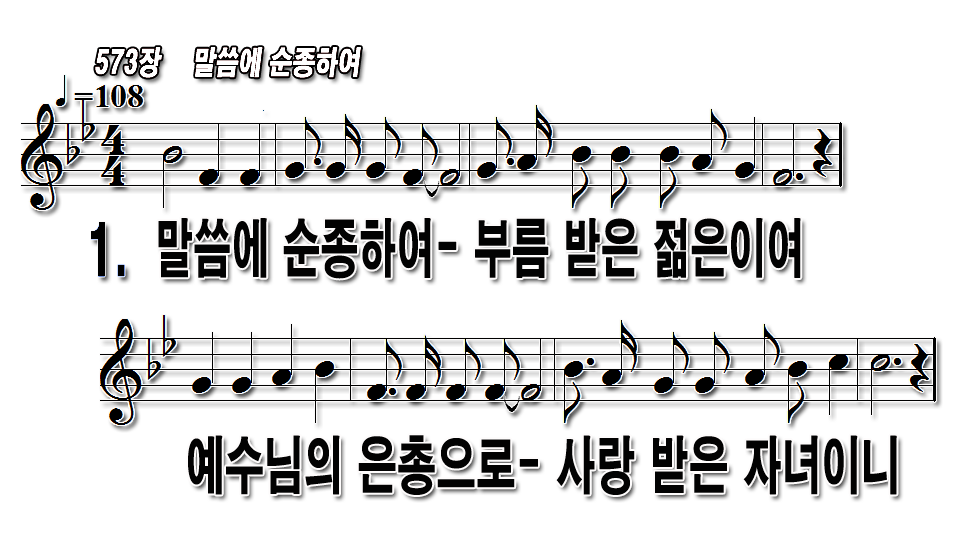 573장 말씀에 순종하여
♩=108
4
4
1. 말씀에 순종하여- 부름 받은 젊은이여
예수님의 은총으로- 사랑 받은 자녀이니